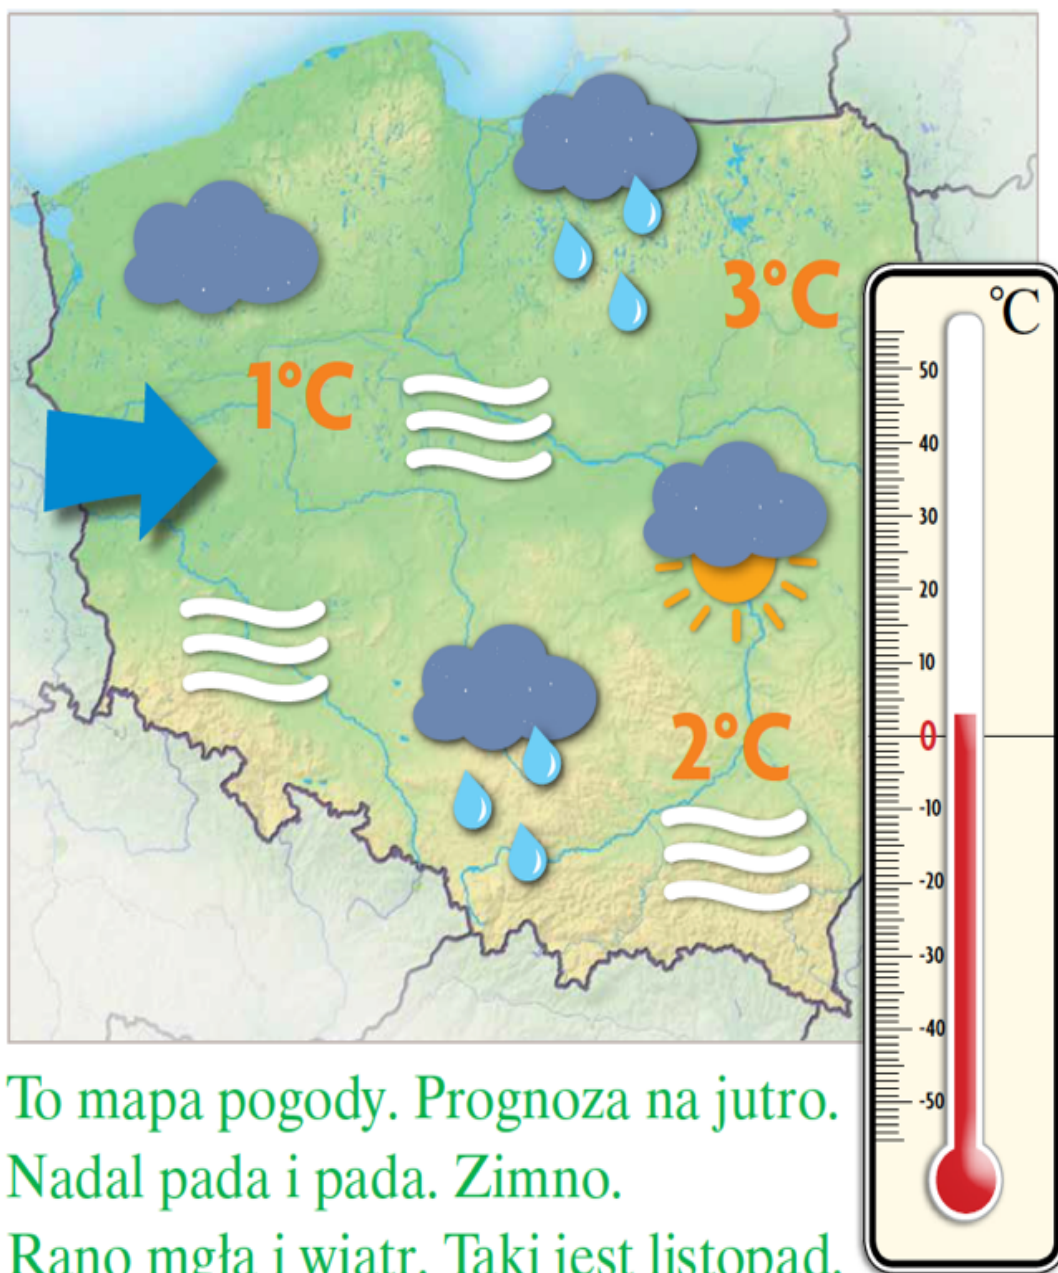 3°C
1°C
2°C
°C
50
40
30
20
10
0
-10
-20
-30
-40
-50
To mapa pogody. Prognoza na jutro.
Nadal pada i pada. Zimno.
Rano mgła i wiatr. Taki jest listopad.